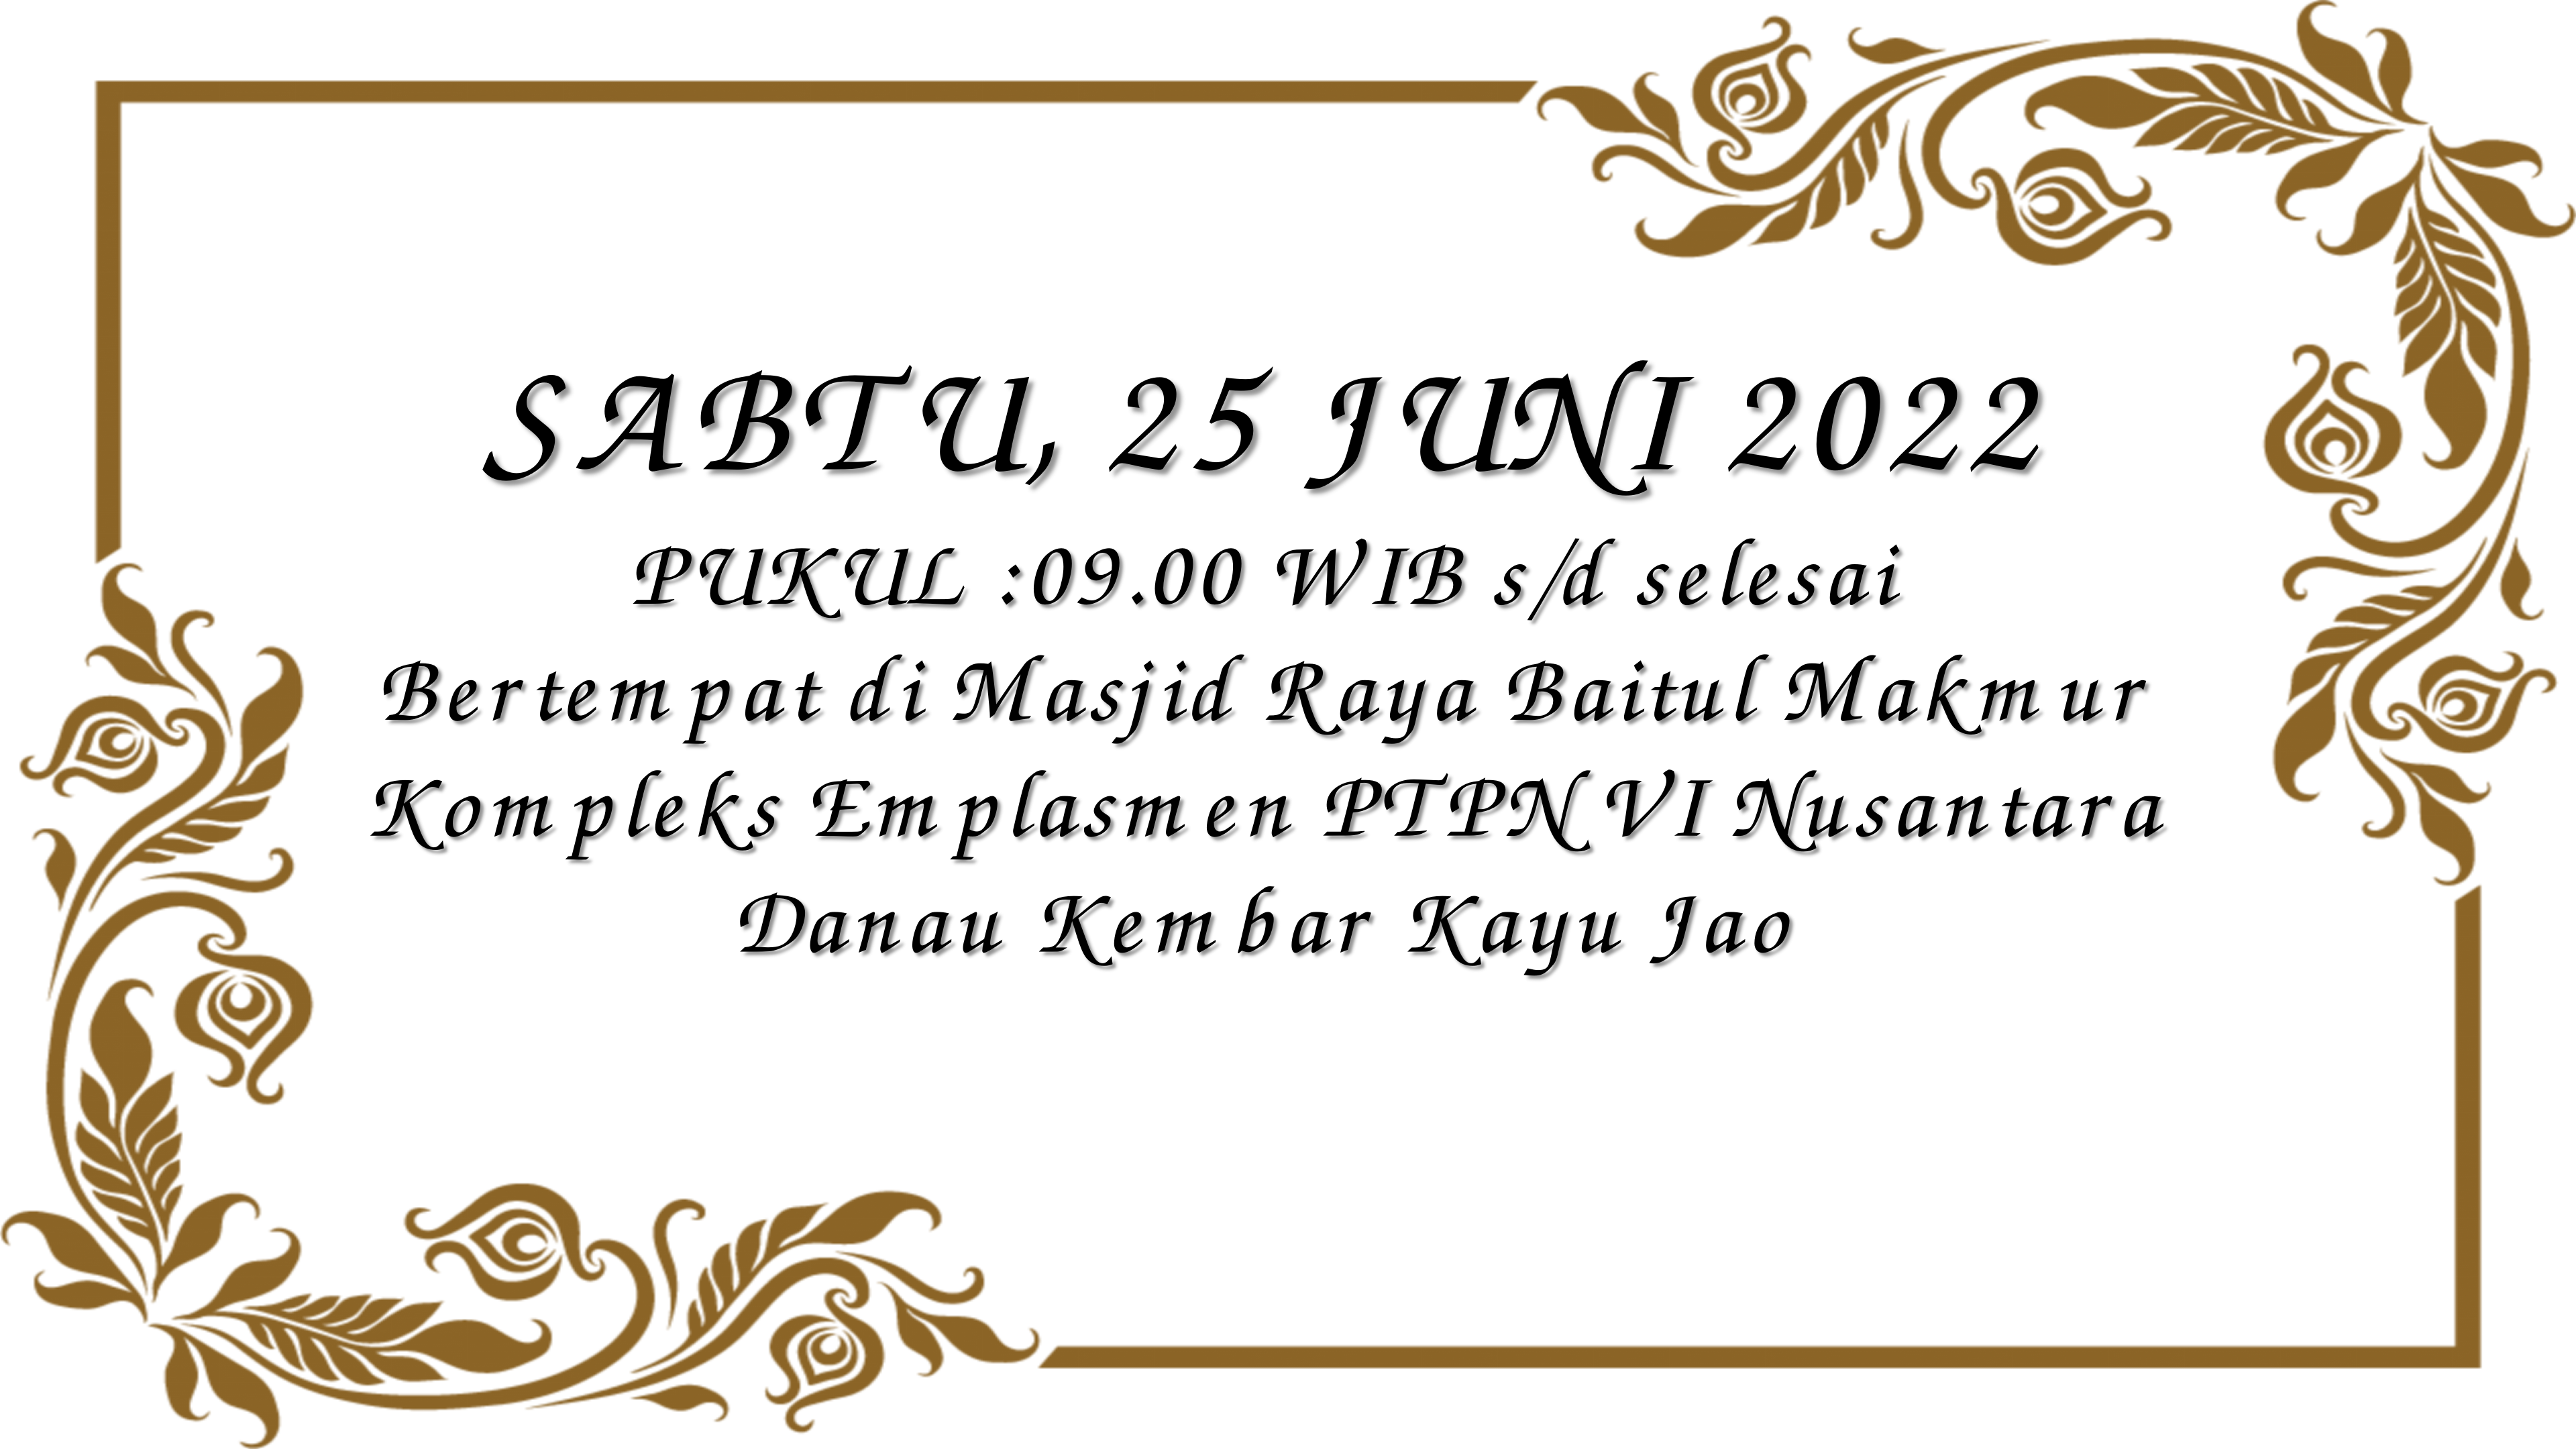 SABTU, 25 JUNI 2022
PUKUL :09.00 WIB s/d selesai
Bertempat di Masjid Raya Baitul Makmur
Kompleks Emplasmen PTPN VI Nusantara
Danau Kembar Kayu Jao